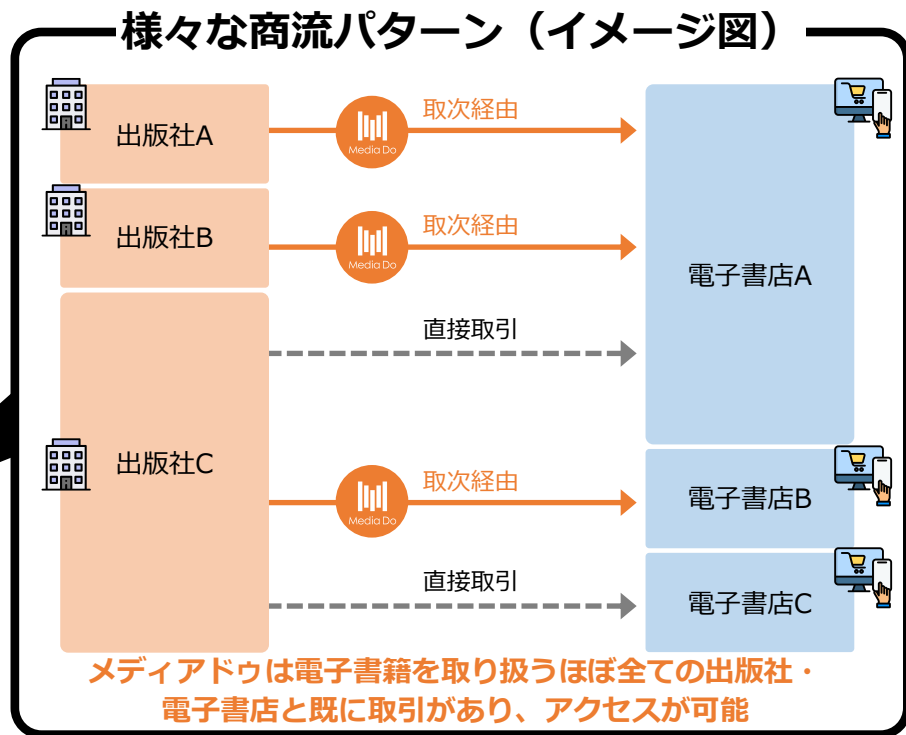 様々な商流パターン（イメージ図）
出版社A
Media Do
取次経由
出版社B
Media Do
取次経由
電子書店A
直接取引
出版社C
Media Do
取次経由
電子書店B
直接取引
電子書店C
メディアドゥは電子書籍を取り扱うほぼ全ての出版社・
電子書店と既に取引があり、アクセスが可能